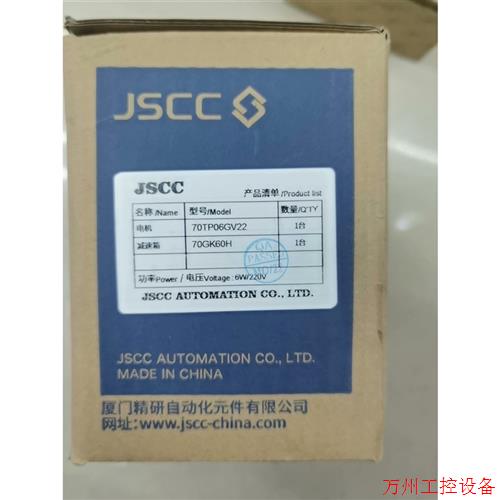 JSCC
JSCC 产品清单/Product list
名称/Name 型号/Model 数量/Q'TY
电机 70TP06GV22 1台
减速箱 70GK60H 1台
QA
PASSED
功率Power / 电压Voltage: 6W/220V
JSCC AUTOMATION CO., LTD.
JSCC AUTOMATION CO., LTD.
MADE IN CHINA
厦门精研自动化元件有限公司
网址:www.jscc-china.com
万州工控设备